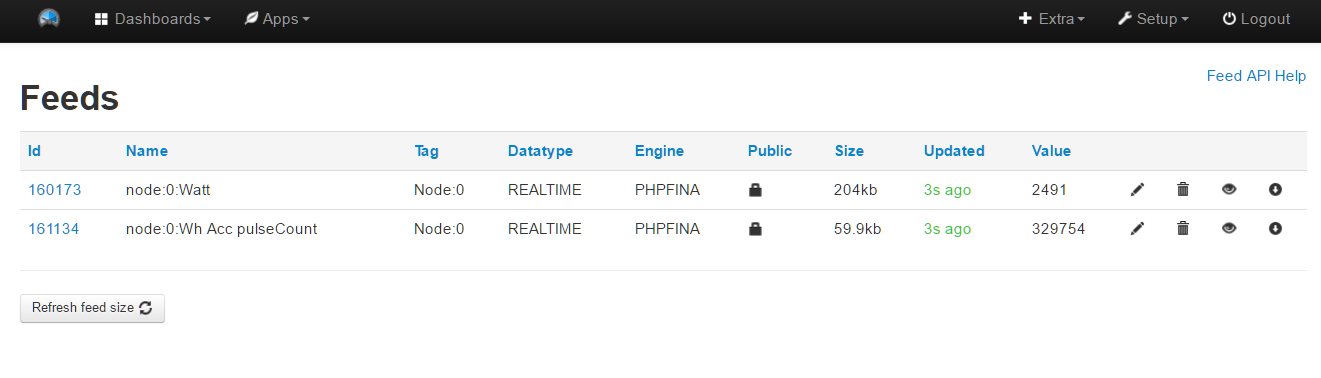 Dashboards Apps Extra Setup Logout
Feed API Help
Feeds
Id Name Tag Datatype Engine Public Size Updated Value
160173 node:0:Watt Node:0 REALTIME PHPFINA 204kb 3s ago 2491
161134 node:0:Wh Acc pulseCount Node:0 REALTIME PHPFINA 59.9kb 3s ago 329754
Refresh feed size